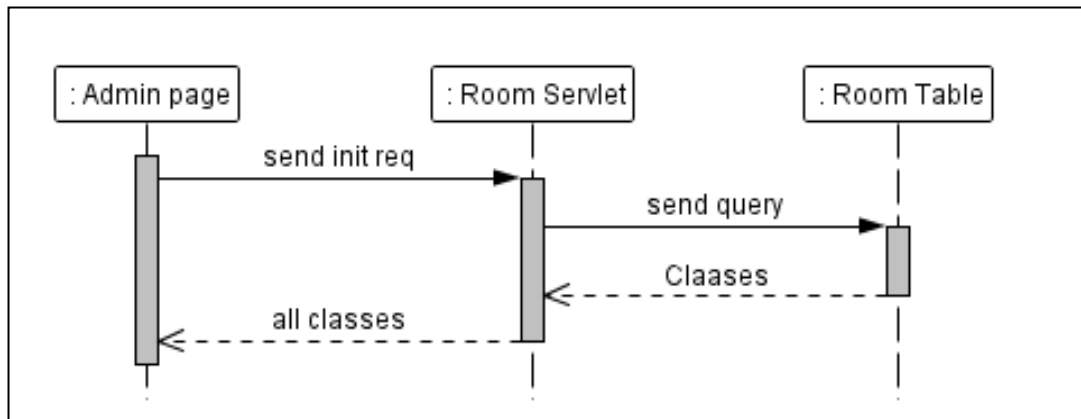 : Admin page
: Room Servlet
: Room Table
send init req
send query
Claases
all classes